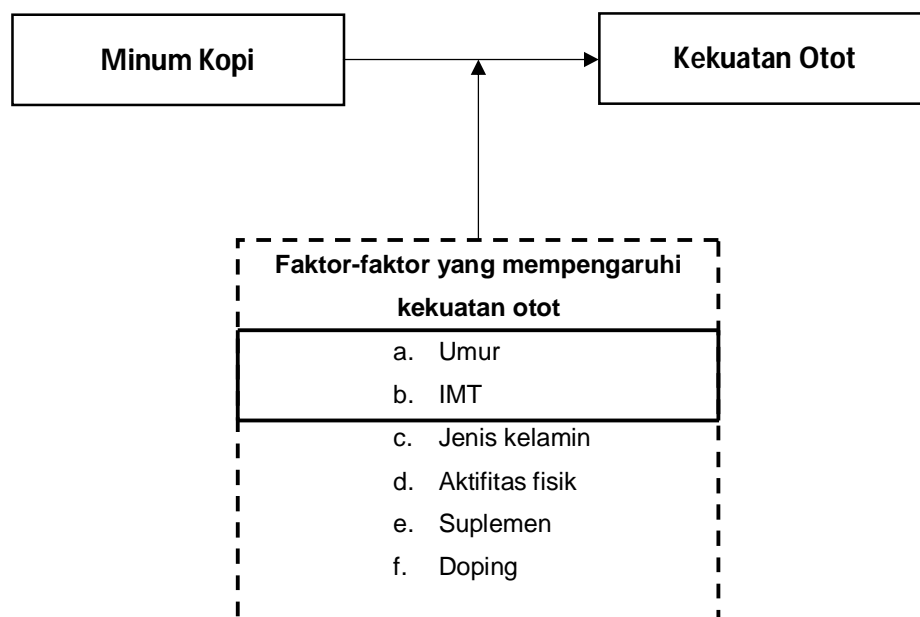 Minum Kopi
Kekuatan Otot
Faktor-faktor yang mempengaruhi
kekuatan otot
a. Umur
b. IMT
c. Jenis kelamin
d. Aktifitas fisik
e. Suplemen
f. Doping